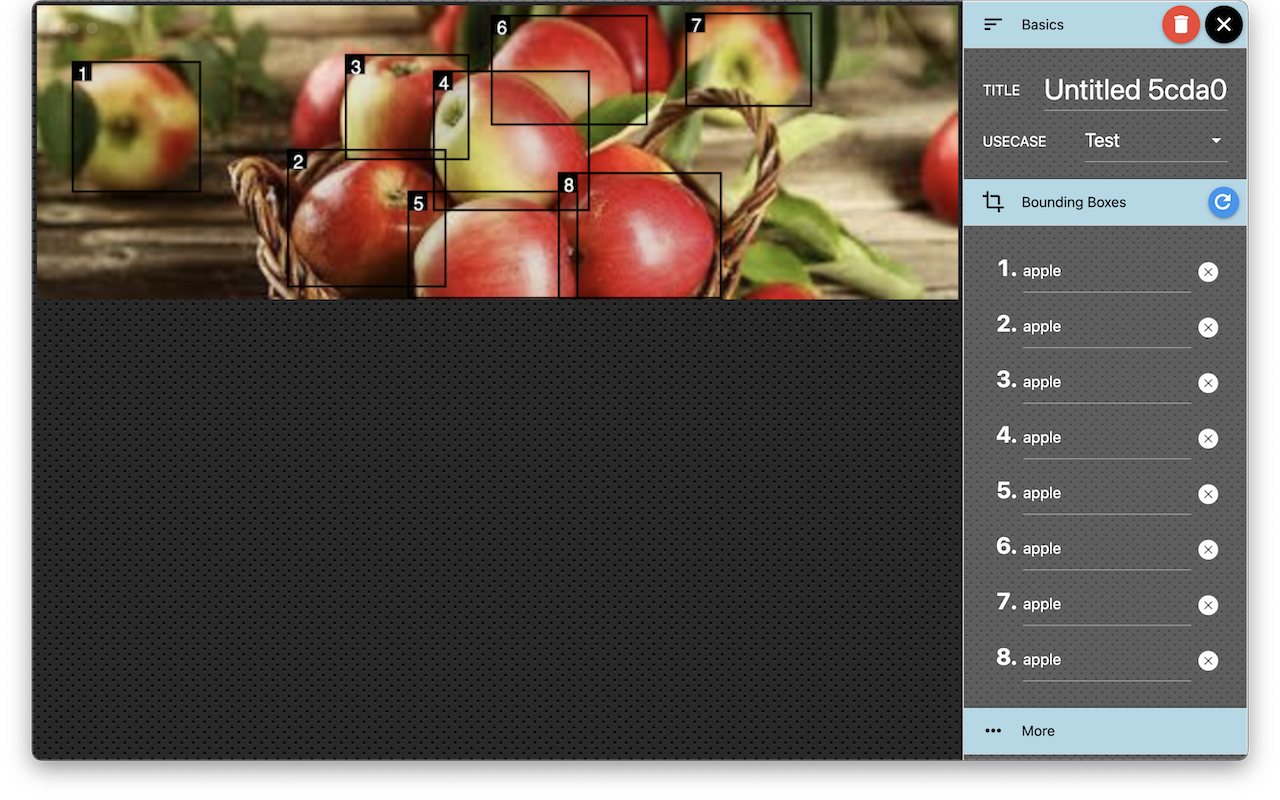 1
2
3
4
5
6
7
8
Basics
TITLE Untitled 5cda0
USECASE Test
Bounding Boxes
1. apple
2. apple
3. apple
4. apple
5. apple
6. apple
7. apple
8. apple
More